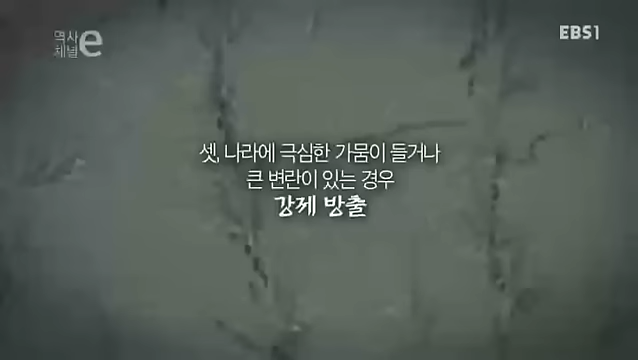 역사
채널 e
EBS1
셋, 나라에 극심한 가뭄이 들거나
큰 변란이 있는 경우
강제 방출